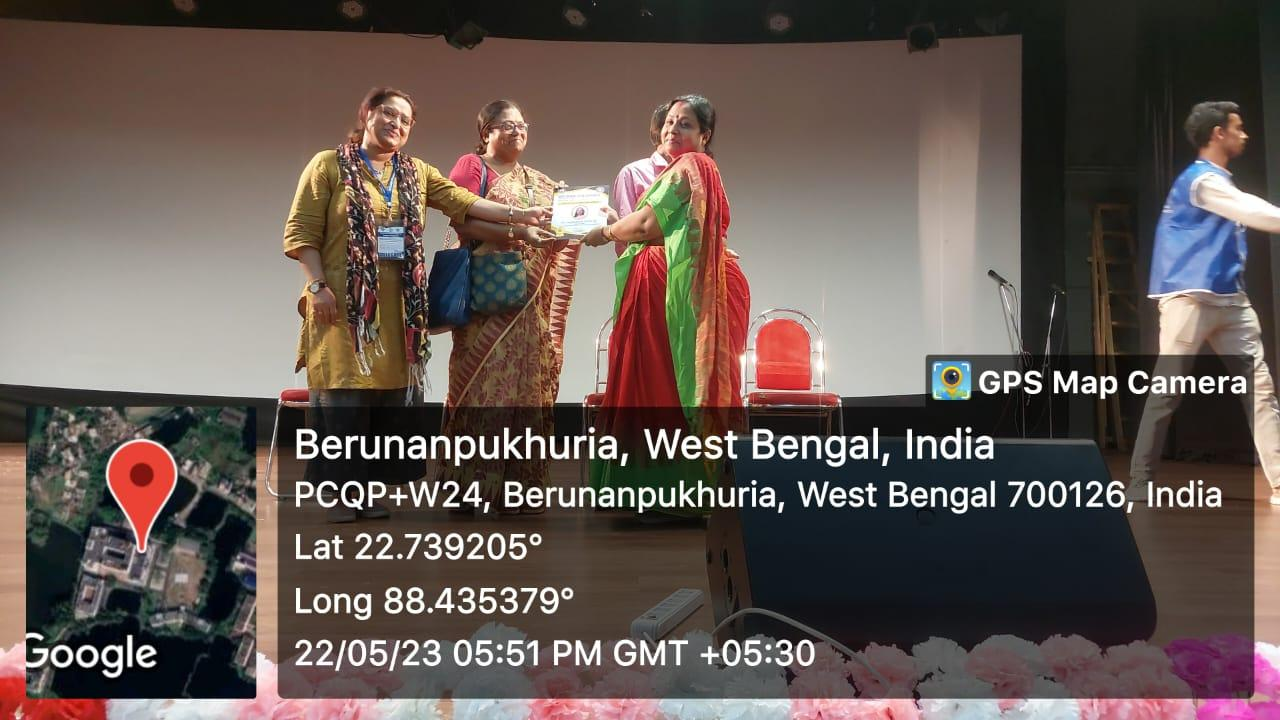 GPS Map Camera
Berunanpukhuria, West Bengal, India
PCQP+W24, Berunanpukhuria, West Bengal 700126, India
Lat 22.739205°
Long 88.435379°
22/05/23 05:51 PM GMT +05:30
Google